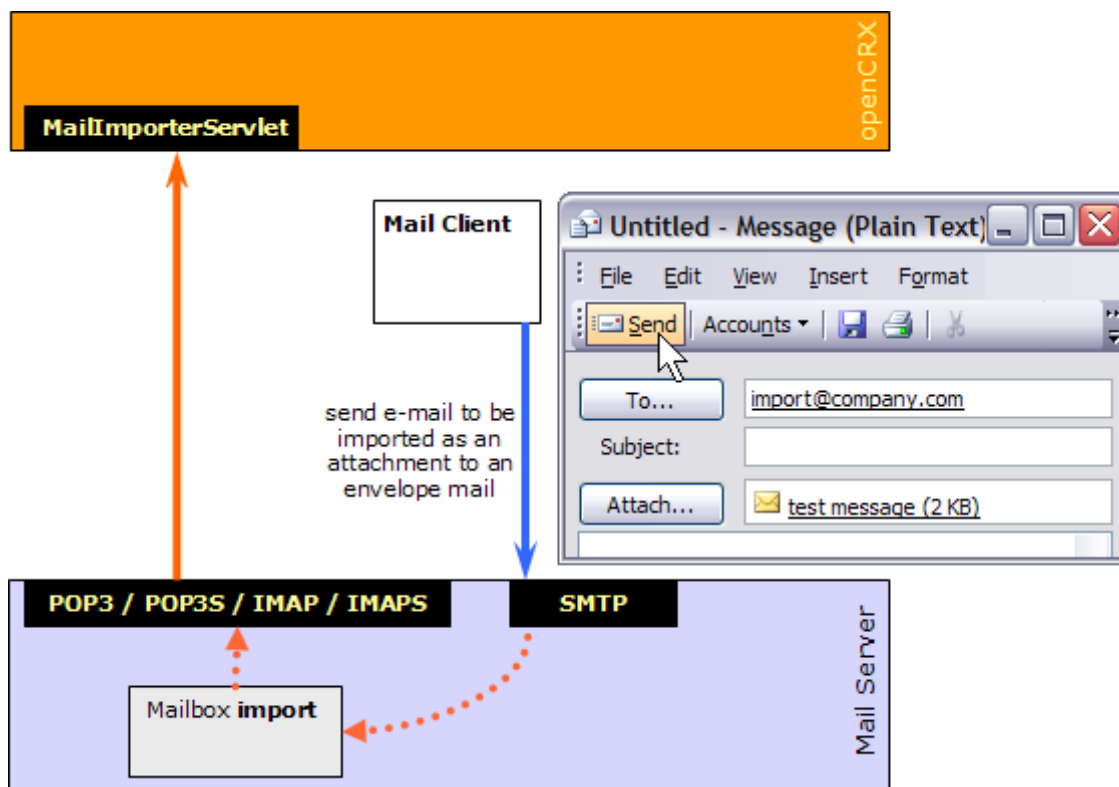 openCRX
MailImporterServlet
Mail Client
send e-mail to be
imported as an
attachment to an
envelope mail
Untitled - Message (Plain Text)
File Edit View Insert Format
Send Accounts
To... import@company.com
Subject:
Attach... test message (2 KB)
POP3 / POP3S / IMAP / IMAPS
SMTP
Mailbox import
Mail Server